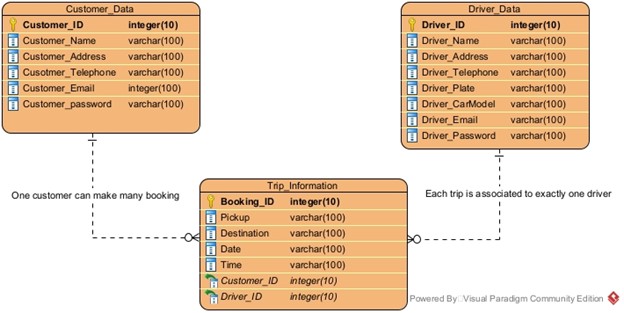 Customer_Data
Customer_ID integer(10)
Customer_Name varchar(100)
Customer_Address varchar(100)
Cusotmer_Telephone varchar(100)
Customer_Email integer(100)
Customer_password varchar(100)
Driver_Data
Driver_ID integer(10)
Driver_Name varchar(100)
Driver_Address varchar(100)
Driver_Telephone varchar(100)
Driver_Plate varchar(100)
Driver_CarModel varchar(100)
Driver_Email varchar(100)
Driver_Password varchar(100)
One customer can make many booking
Each trip is associated to exactly one driver
Trip_Information
Booking_ID integer(10)
Pickup varchar(100)
Destination varchar(100)
Date varchar(100)
Time varchar(100)
Customer_ID integer(10)
Driver_ID integer(10)
Powered By: Visual Paradigm Community Edition